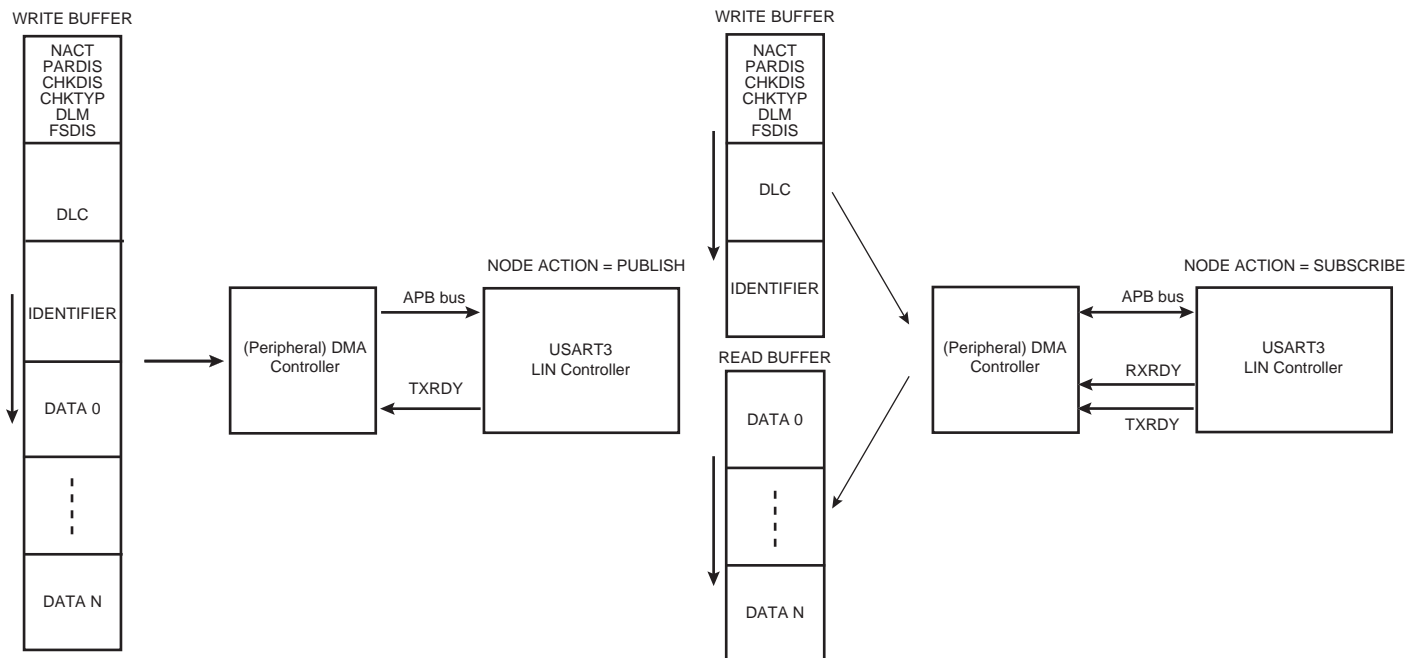 WRITE BUFFER
NACT
PARDIS
CHKDIS
CHKTYP
DLM
FSDIS
DLC
IDENTIFIER
DATA 0
DATA N
(Peripheral) DMA
Controller
APB bus
TXRDY
NODE ACTION = PUBLISH
USART3
LIN Controller
WRITE BUFFER
NACT
PARDIS
CHKDIS
CHKTYP
DLM
FSDIS
DLC
IDENTIFIER
READ BUFFER
DATA 0
DATA N
(Peripheral) DMA
Controller
APB bus
RXRDY
TXRDY
NODE ACTION = SUBSCRIBE
USART3
LIN Controller